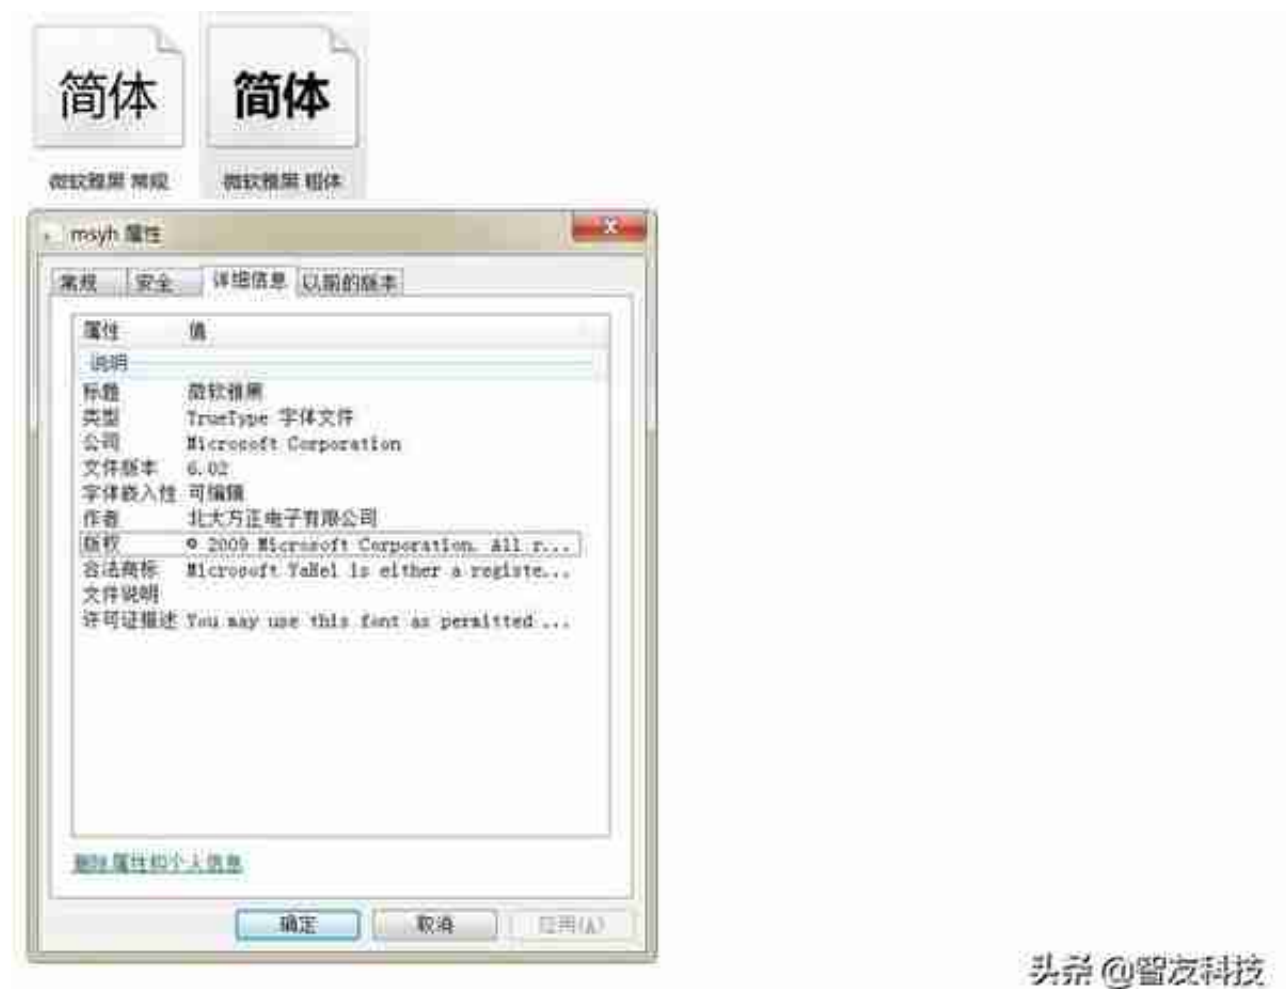 简体 简体
微软雅黑 常规 微软雅黑 粗体
msyh 属性
常规 安全 详细信息 以前的版本
属性 值
说明
标题 微软雅黑
类型 TrueType 字体文件
公司 Microsoft Corporation
文件版本 6.02
字体嵌入性 可编辑
作者 北大方正电子有限公司
版权 © 2009 Microsoft Corporation. All r...
合法商标 Microsoft YaHei is either a registe...
文件说明
许可证描述 You may use this font as permitted ...
删除属性和个人信息
确定 取消 应用(A)
头条 @智友科技